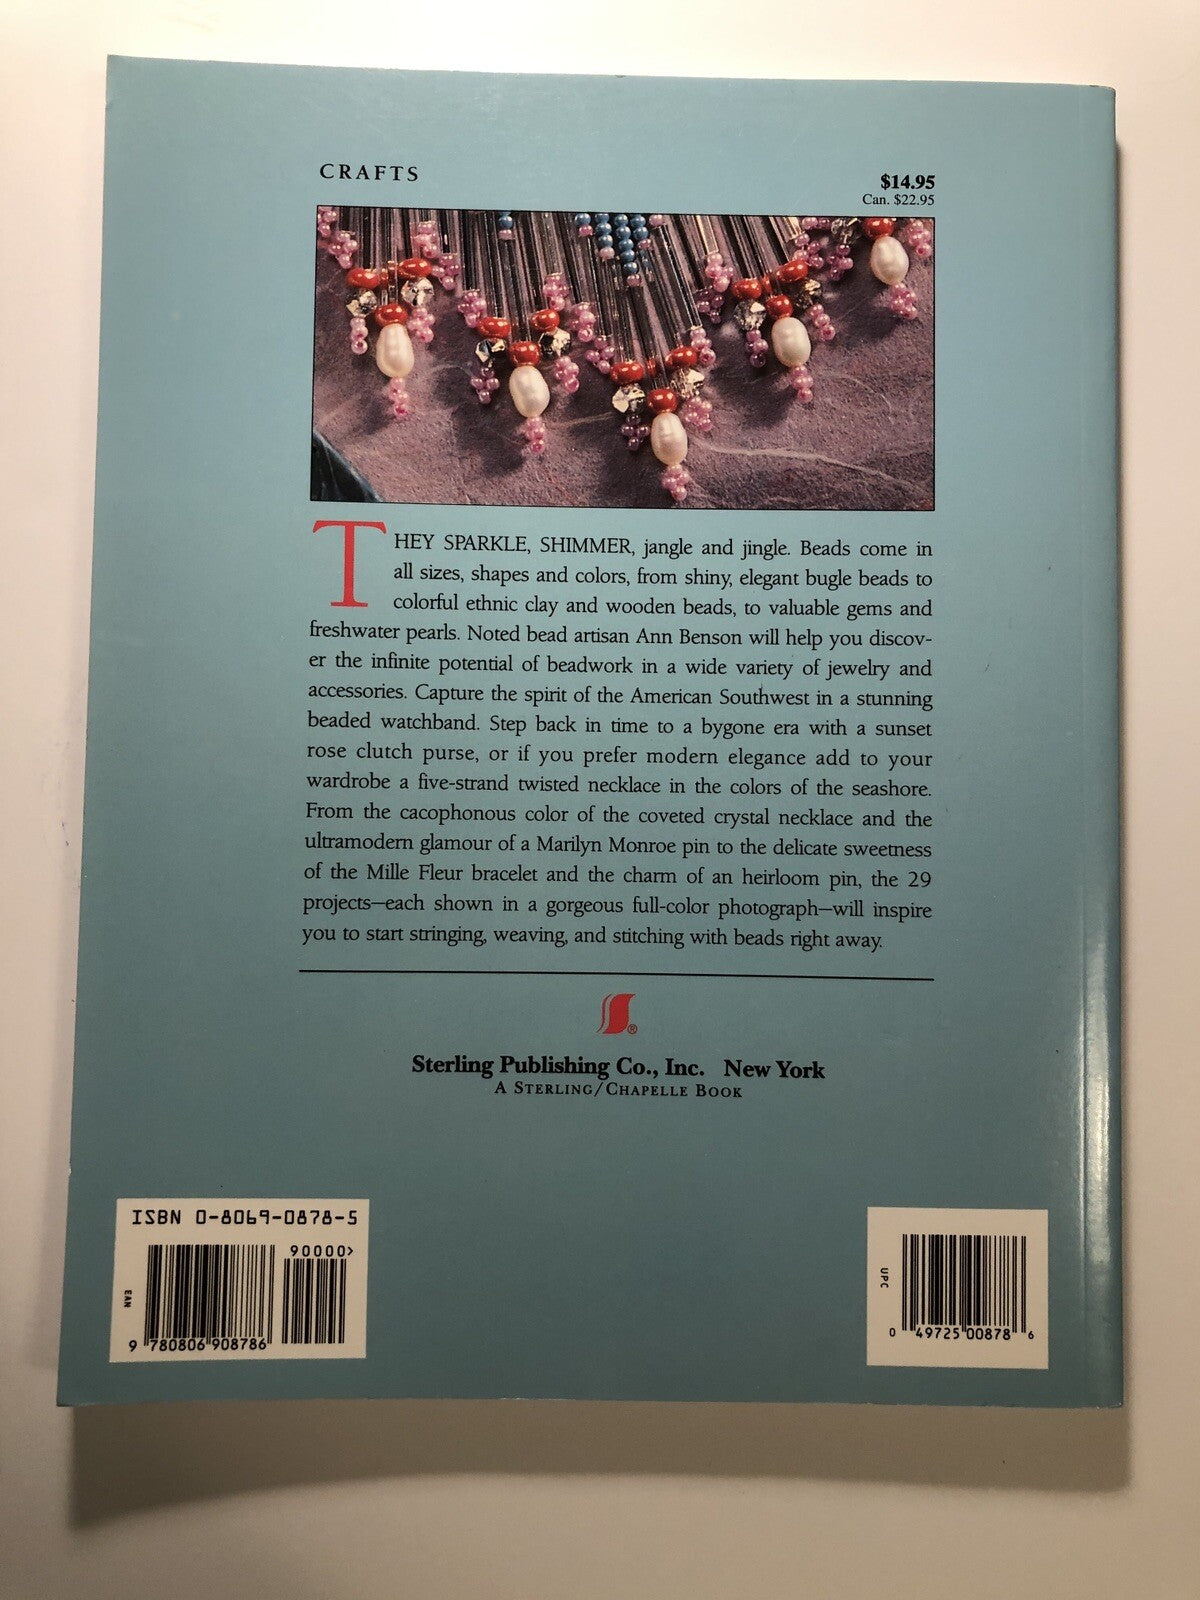 CRAFTS
$14.95
Can. $22.95
THEY SPARKLE, SHIMMER, jangle and jingle. Beads come in
all sizes, shapes and colors, from shiny, elegant bugle beads to
colorful ethnic clay and wooden beads, to valuable gems and
freshwater pearls. Noted bead artisan Ann Benson will help you discov-
er the infinite potential of beadwork in a wide variety of jewelry and
accessories. Capture the spirit of the American Southwest in a stunning
beaded watchband. Step back in time to a bygone era with a sunset
rose clutch purse, or if you prefer modern elegance add to your
wardrobe a five-strand twisted necklace in the colors of the seashore.
From the cacophonous color of the coveted crystal necklace and the
ultramodern glamour of a Marilyn Monroe pin to the delicate sweetness
of the Mille Fleur bracelet and the charm of an heirloom pin, the 29
projects—each shown in a gorgeous full-color photograph—will inspire
you to start stringing, weaving, and stitching with beads right away.
®
Sterling Publishing Co., Inc. New York
A STERLING/CHAPELLE BOOK
ISBN 0-8069-0878-5
90000>
EAN
9 780806 908786
UPC
0 49725 00878 6